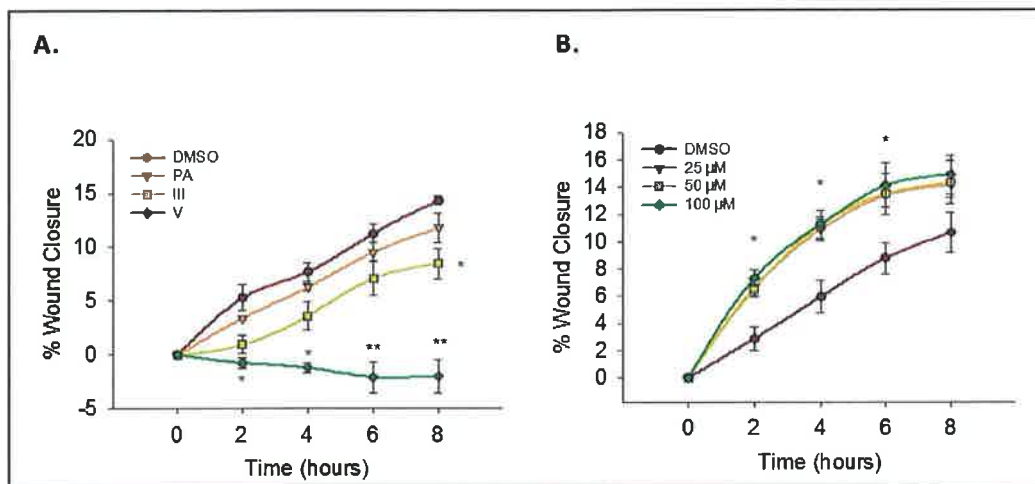 A.
20
15
10
5
0
-5
% Wound Closure
DMSO
PA
III
V
*
*
*
**
**
0 2 4 6 8
Time (hours)
B.
18
16
14
12
10
8
6
4
2
0
% Wound Closure
DMSO
25 µM
50 µM
100 µM
*
*
*
0 2 4 6 8
Time (hours)